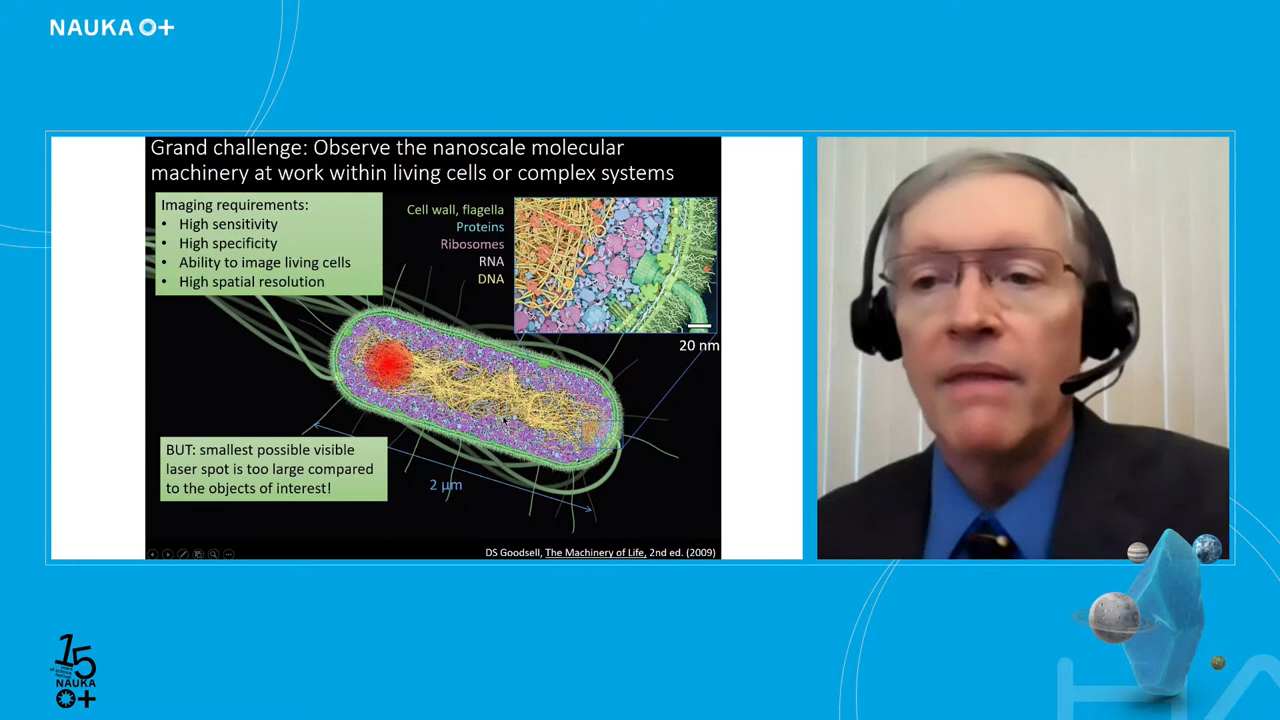 NAUKA 0+
Grand challenge: Observe the nanoscale molecular
machinery at work within living cells or complex systems
Imaging requirements:
• High sensitivity
• High specificity
• Ability to image living cells
• High spatial resolution
Cell wall, flagella
Proteins
Ribosomes
RNA
DNA
20 nm
BUT: smallest possible visible
laser spot is too large compared
to the objects of interest!
2 µm
DS Goodsell, The Machinery of Life, 2nd ed. (2009)
15
NAUKA
0+